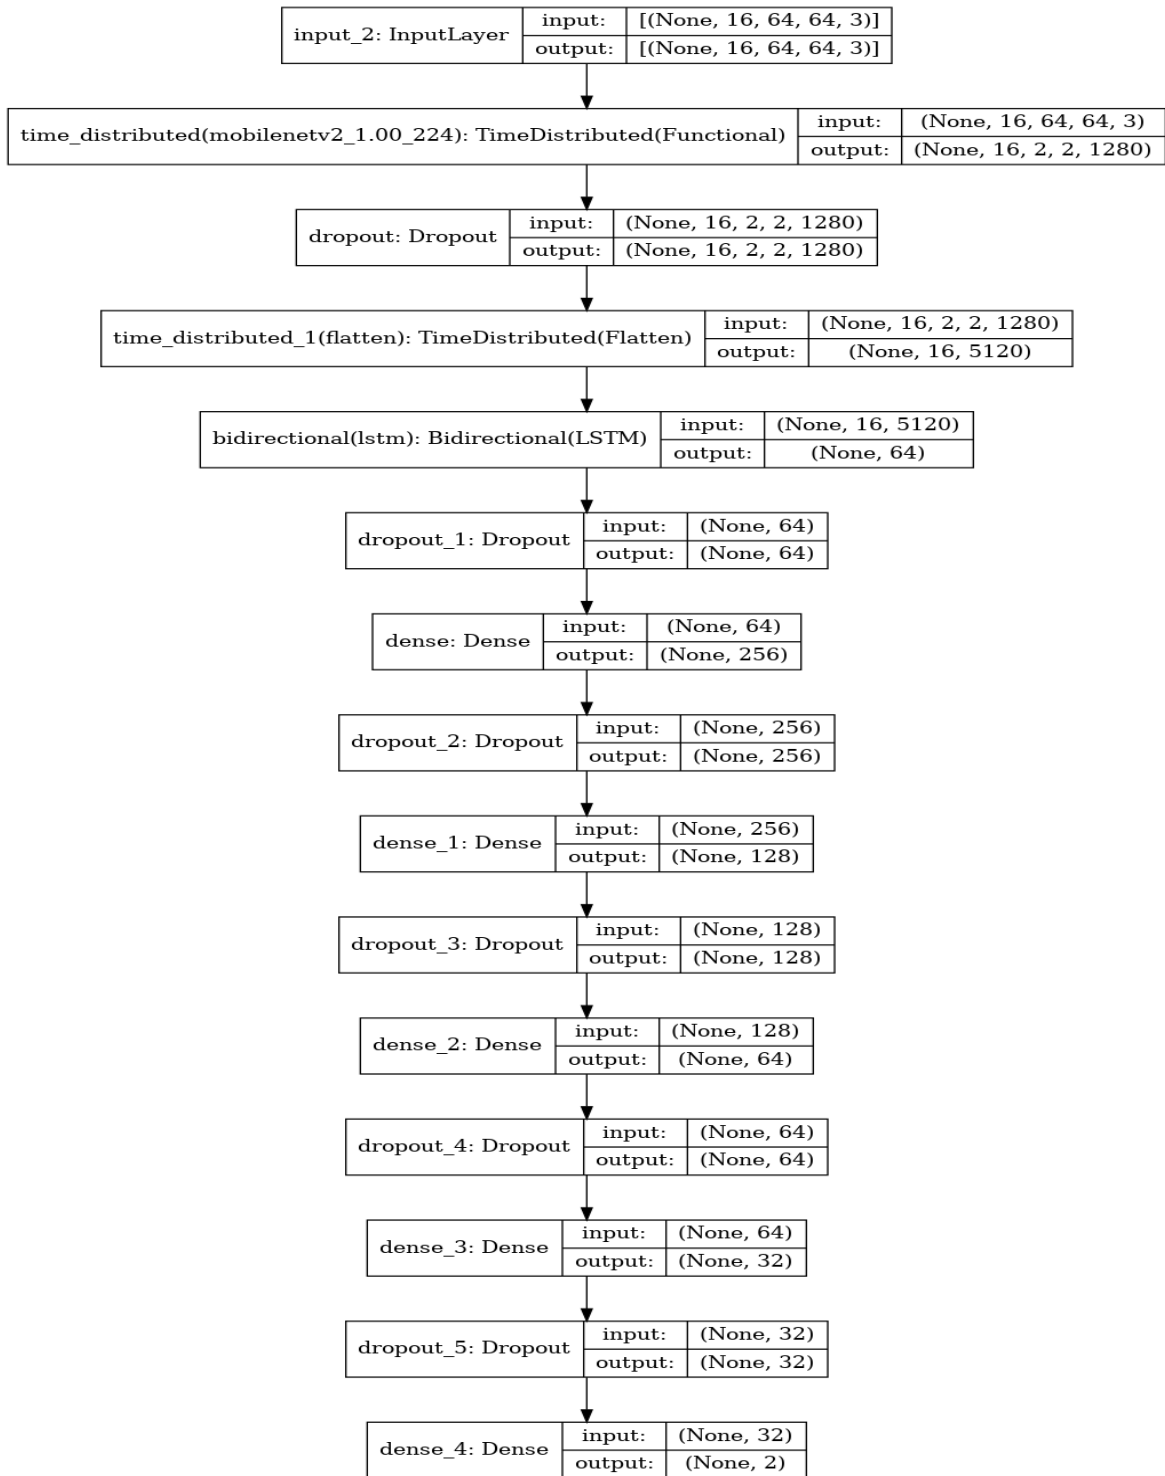 input_2: InputLayer
input: [(None, 16, 64, 64, 3)]
output: [(None, 16, 64, 64, 3)]
time_distributed(mobilenetv2_1.00_224): TimeDistributed(Functional)
input: (None, 16, 64, 64, 3)
output: (None, 16, 2, 2, 1280)
dropout: Dropout
input: (None, 16, 2, 2, 1280)
output: (None, 16, 2, 2, 1280)
time_distributed_1(flatten): TimeDistributed(Flatten)
input: (None, 16, 2, 2, 1280)
output: (None, 16, 5120)
bidirectional(lstm): Bidirectional(LSTM)
input: (None, 16, 5120)
output: (None, 64)
dropout_1: Dropout
input: (None, 64)
output: (None, 64)
dense: Dense
input: (None, 64)
output: (None, 256)
dropout_2: Dropout
input: (None, 256)
output: (None, 256)
dense_1: Dense
input: (None, 256)
output: (None, 128)
dropout_3: Dropout
input: (None, 128)
output: (None, 128)
dense_2: Dense
input: (None, 128)
output: (None, 64)
dropout_4: Dropout
input: (None, 64)
output: (None, 64)
dense_3: Dense
input: (None, 64)
output: (None, 32)
dropout_5: Dropout
input: (None, 32)
output: (None, 32)
dense_4: Dense
input: (None, 32)
output: (None, 2)